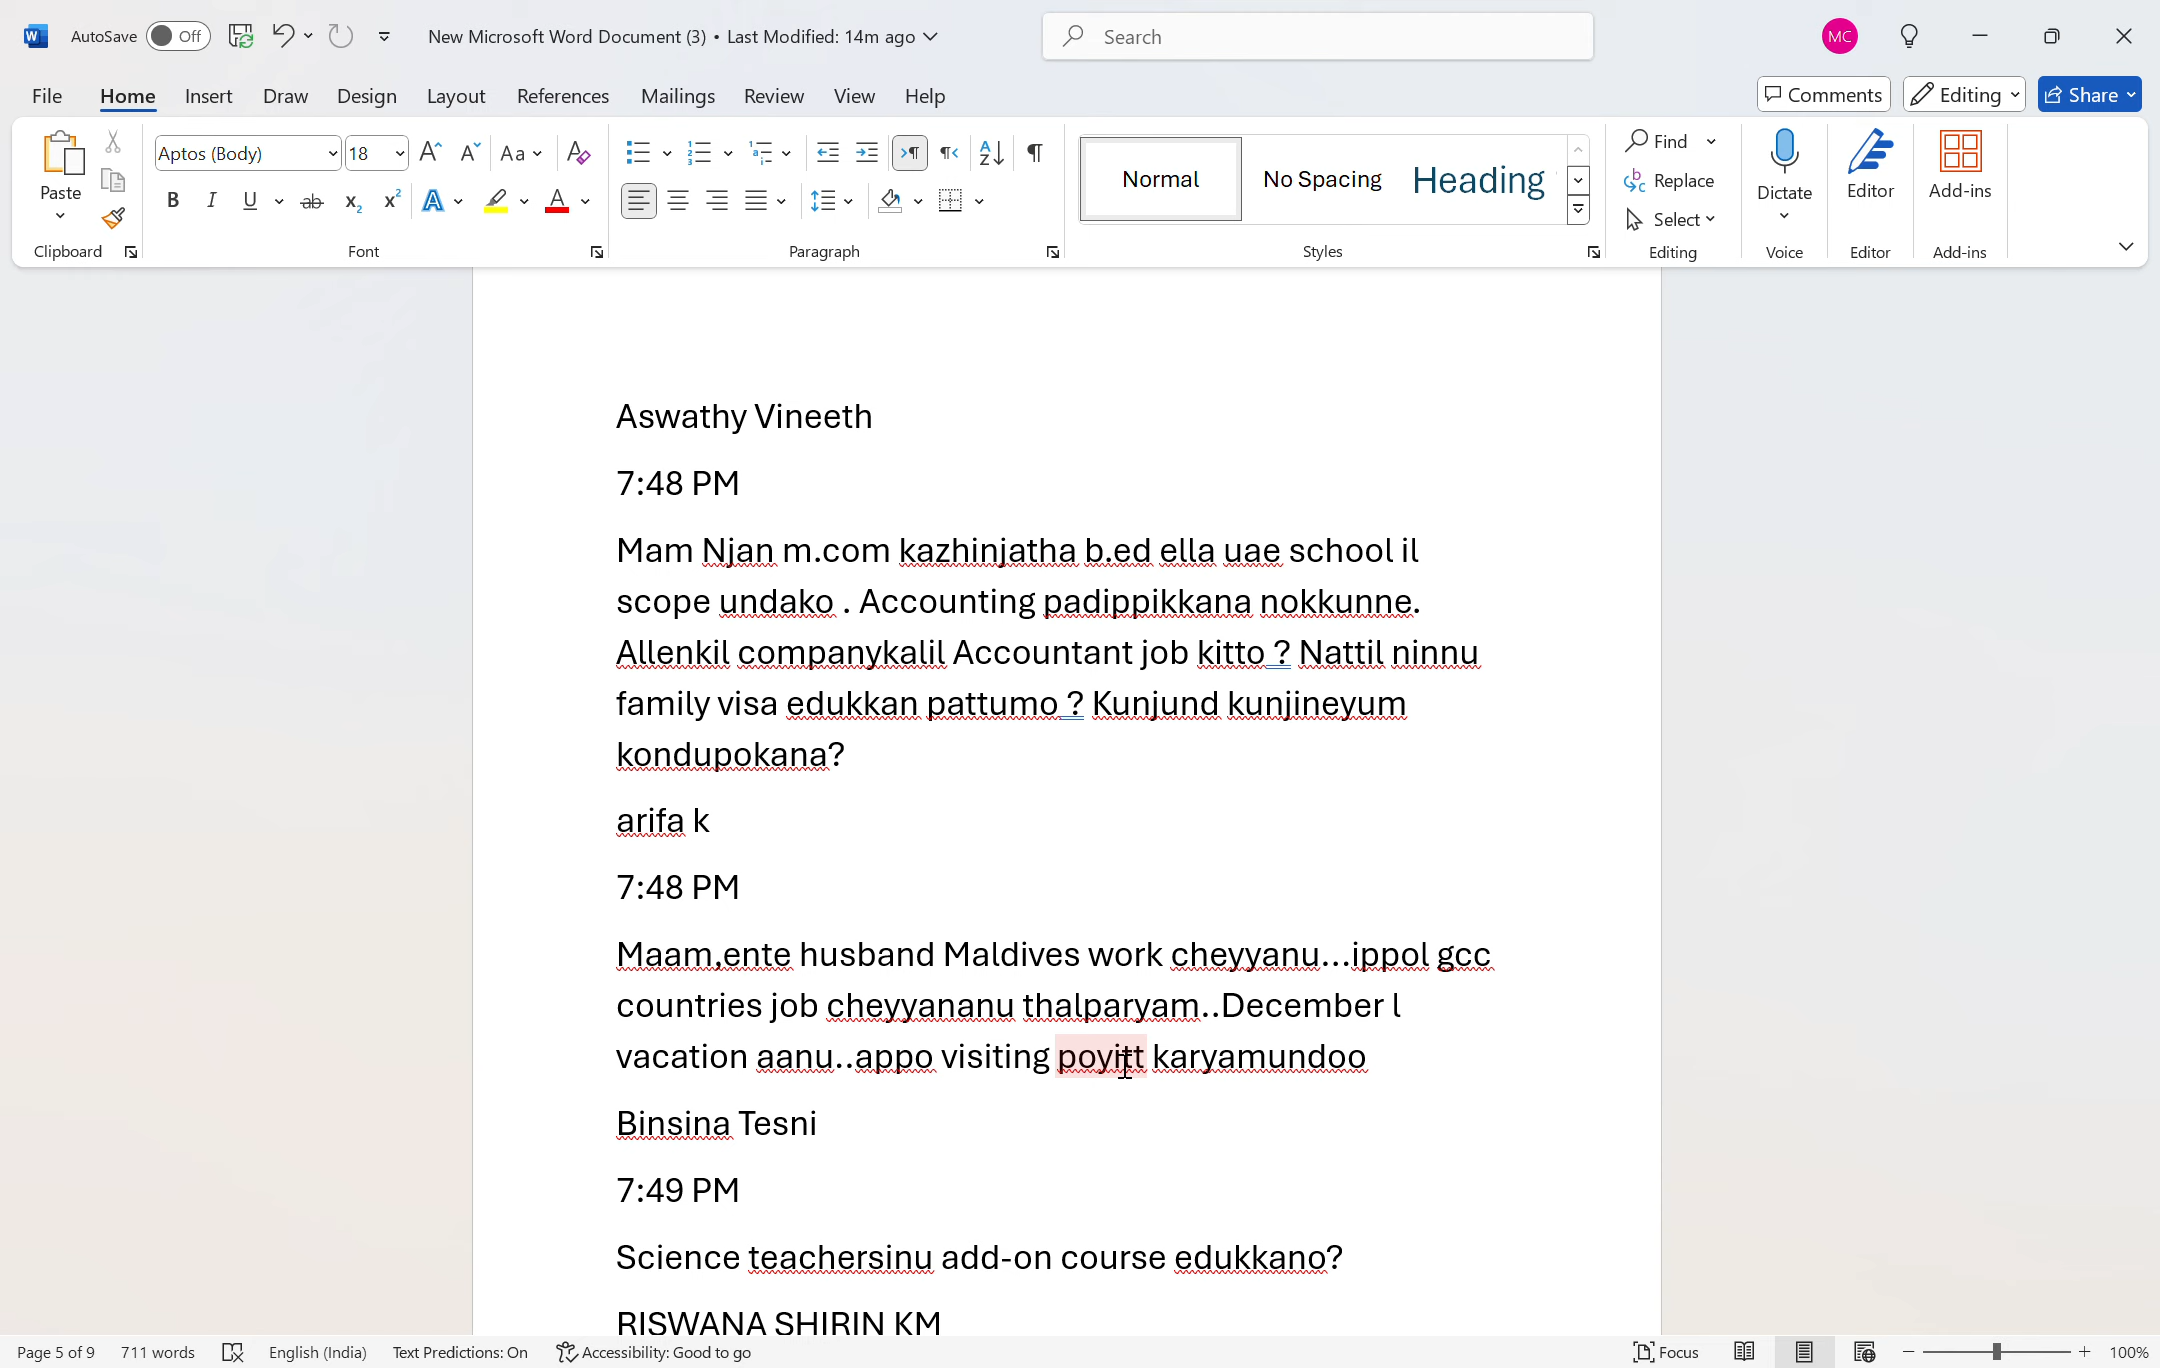 AutoSave Off New Microsoft Word Document (3) • Last Modified: 14m ago Search MC
File Home Insert Draw Design Layout References Mailings Review View Help Comments Editing Share
Paste Aptos (Body) 18 Normal No Spacing Heading Find Replace Select Dictate Editor Add-ins
Clipboard Font Paragraph Styles Editing Voice Editor Add-ins
Aswathy Vineeth
7:48 PM
Mam Njan m.com kazhinjatha b.ed ella uae school il
scope undako . Accounting padippikkana nokkunne.
Allenkil companykalil Accountant job kitto ? Nattil ninnu
family visa edukkan pattumo ? Kunjund kunjineyum
kondupokana?
arifa k
7:48 PM
Maam,ente husband Maldives work cheyyanu...ippol gcc
countries job cheyyananu thalparyam..December l
vacation aanu..appo visiting poyitt karyamundoo
Binsina Tesni
7:49 PM
Science teachersinu add-on course edukkano?
RISWANA SHIRIN KM
Page 5 of 9 711 words English (India) Text Predictions: On Accessibility: Good to go Focus 100%